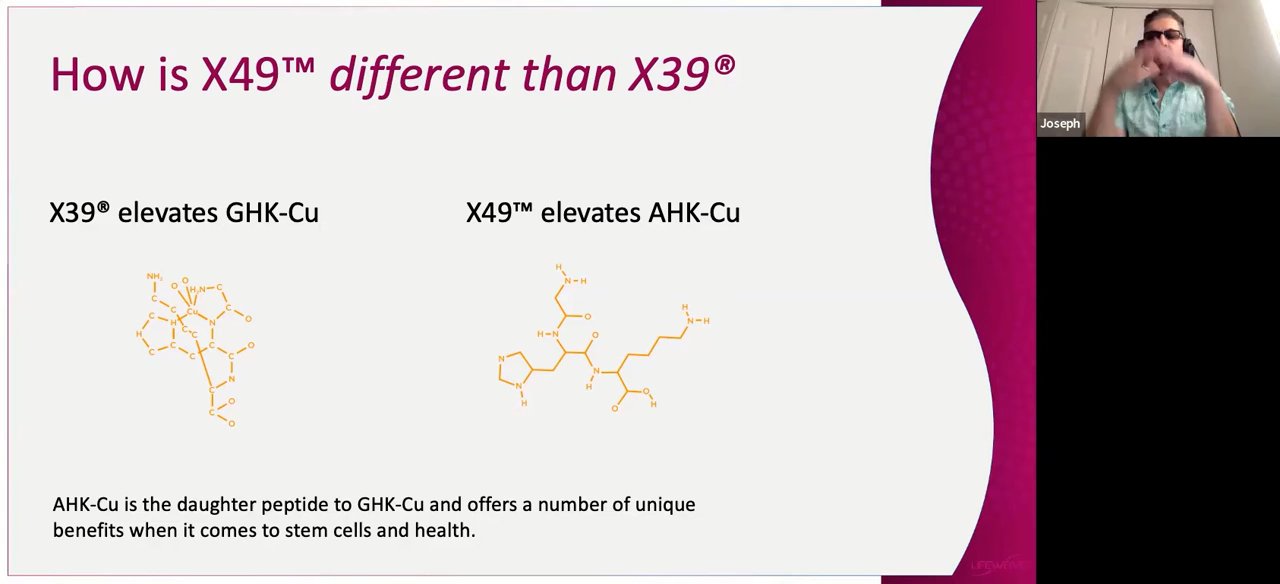 How is X49™ different than X39®
Joseph
X39® elevates GHK-Cu
X49™ elevates AHK-Cu
AHK-Cu is the daughter peptide to GHK-Cu and offers a number of unique
benefits when it comes to stem cells and health.
LIFEWAVE